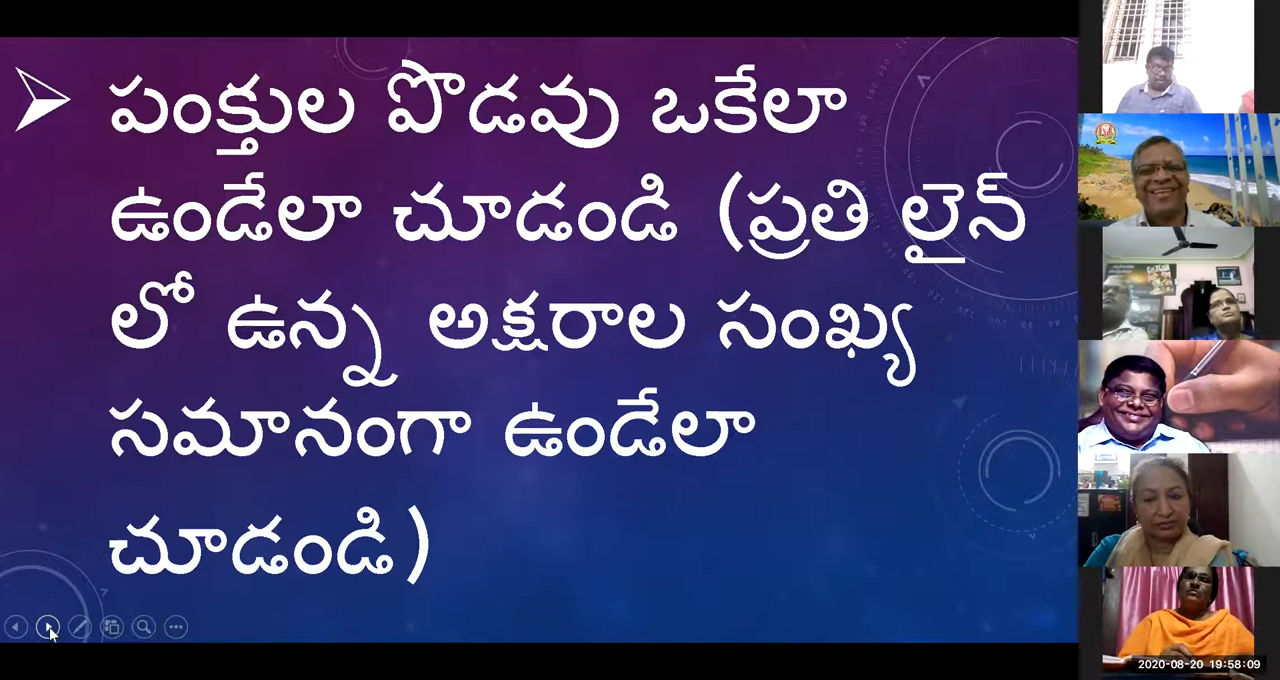 పంక్తుల పొడవు ఒకేలా
ఉండేలా చూడండి (ప్రతి లైన్
లో ఉన్న అక్షరాల సంఖ్య
సమానంగా ఉండేలా
చూడండి)
2020-08-20 19:58:09